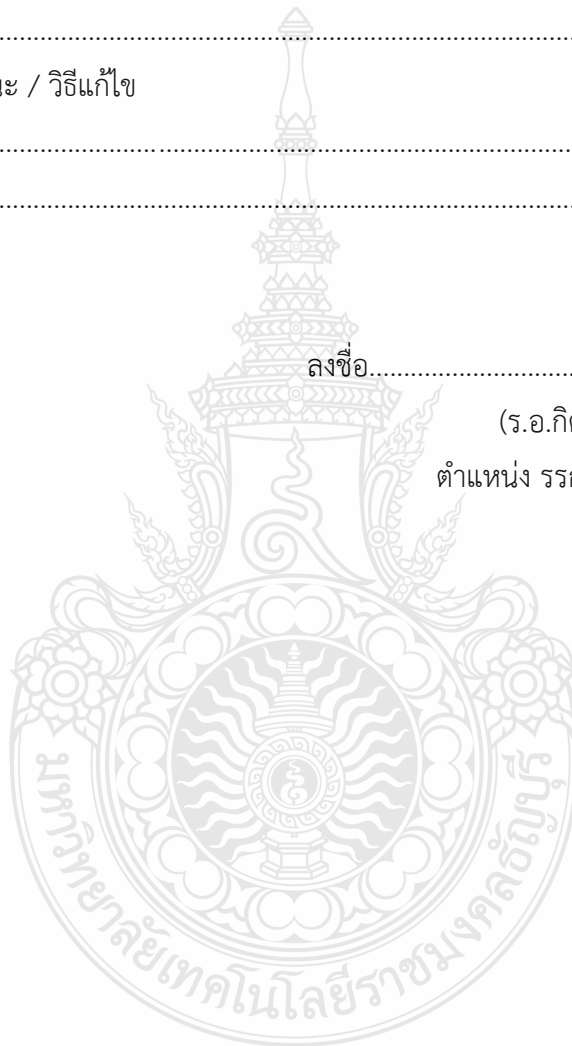 ................................................................................
นะ / วิธีแก้ไข
................................................................................
................................................................................
ลงชื่อ..............................
(ร.อ.กิ
ตำแหน่ง รร
มหาวิทยาลัยเทคโนโลยีราชมงคลธัญบุรี